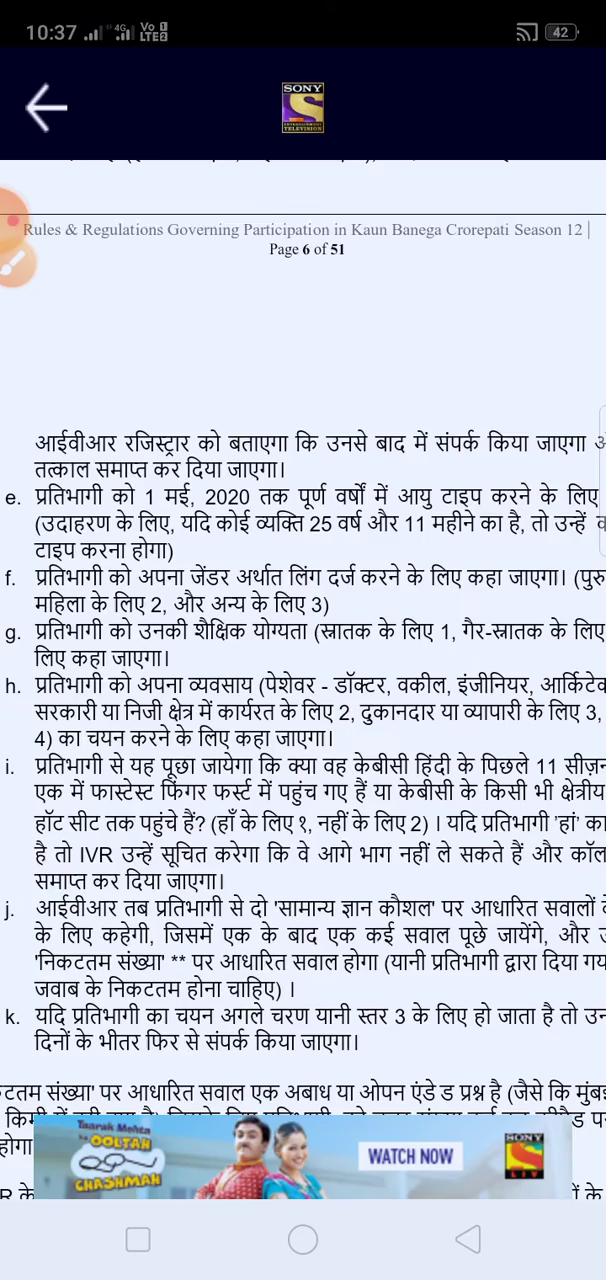 10:37
4G
Vo LTE2
42
SONY
ENTERTAINMENT
TELEVISION
Rules & Regulations Governing Participation in Kaun Banega Crorepati Season 12 |
Page 6 of 51
आईवीआर रजिस्ट्रार को बताएगा कि उनसे बाद में संपर्क किया जाएगा
तत्काल समाप्त कर दिया जाएगा।
e. प्रतिभागी को 1 मई, 2020 तक पूर्ण वर्षों में आयु टाइप करने के लिए
(उदाहरण के लिए, यदि कोई व्यक्ति 25 वर्ष और 11 महीने का है, तो उन्हें
टाइप करना होगा)
f. प्रतिभागी को अपना जेंडर अर्थात लिंग दर्ज करने के लिए कहा जाएगा। (पुरु
महिला के लिए 2, और अन्य के लिए 3)
g. प्रतिभागी को उनकी शैक्षिक योग्यता (स्नातक के लिए 1, गैर-स्नातक के लिए
लिए कहा जाएगा।
h. प्रतिभागी को अपना व्यवसाय (पेशेवर - डॉक्टर, वकील, इंजीनियर, आर्किटेक
सरकारी या निजी क्षेत्र में कार्यरत के लिए 2, दुकानदार या व्यापारी के लिए 3,
4) का चयन करने के लिए कहा जाएगा।
i. प्रतिभागी से यह पूछा जायेगा कि क्या वह केबीसी हिंदी के पिछले 11 सीज़न
एक में फास्टेस्ट फिंगर फर्स्ट में पहुंच गए हैं या केबीसी के किसी भी क्षेत्रीय
हॉट सीट तक पहुंचे हैं? (हाँ के लिए १, नहीं के लिए 2) । यदि प्रतिभागी 'हां' का
है तो IVR उन्हें सूचित करेगा कि वे आगे भाग नहीं ले सकते हैं और कॉल
समाप्त कर दिया जाएगा।
j. आईवीआर तब प्रतिभागी से दो 'सामान्य ज्ञान कौशल' पर आधारित सवालों
के लिए कहेगी, जिसमें एक के बाद एक कई सवाल पूछे जायेंगे, और
'निकटतम संख्या' ** पर आधारित सवाल होगा (यानी प्रतिभागी द्वारा दिया गय
जवाब के निकटतम होना चाहिए) ।
k. यदि प्रतिभागी का चयन अगले चरण यानी स्तर 3 के लिए हो जाता है तो उन
दिनों के भीतर फिर से संपर्क किया जाएगा।
कटतम संख्या' पर आधारित सवाल एक अबाध या ओपन एंडे ड प्रश्न है (जैसे कि मुंबई
होगा
Taarak Mehta
KA OOLTAH
CHASHMAH
WATCH NOW
SONY
LIV
R के